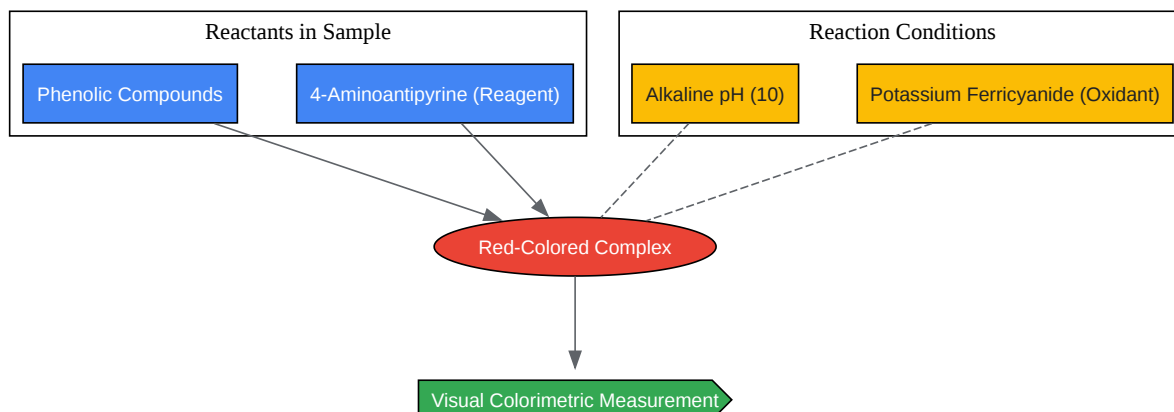 Reactants in Sample
Reaction Conditions
Phenolic Compounds
4-Aminoantipyrine (Reagent)
Alkaline pH (10)
Potassium Ferricyanide (Oxidant)
Red-Colored Complex
Visual Colorimetric Measurement